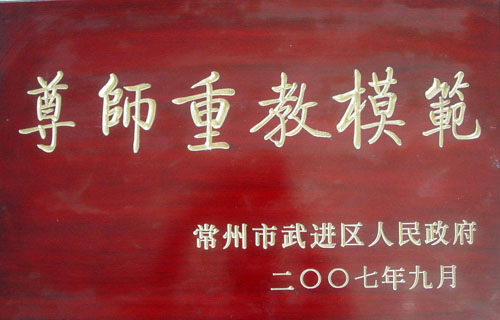 尊師重教模範
常州市武进区人民政府
二〇〇七年九月